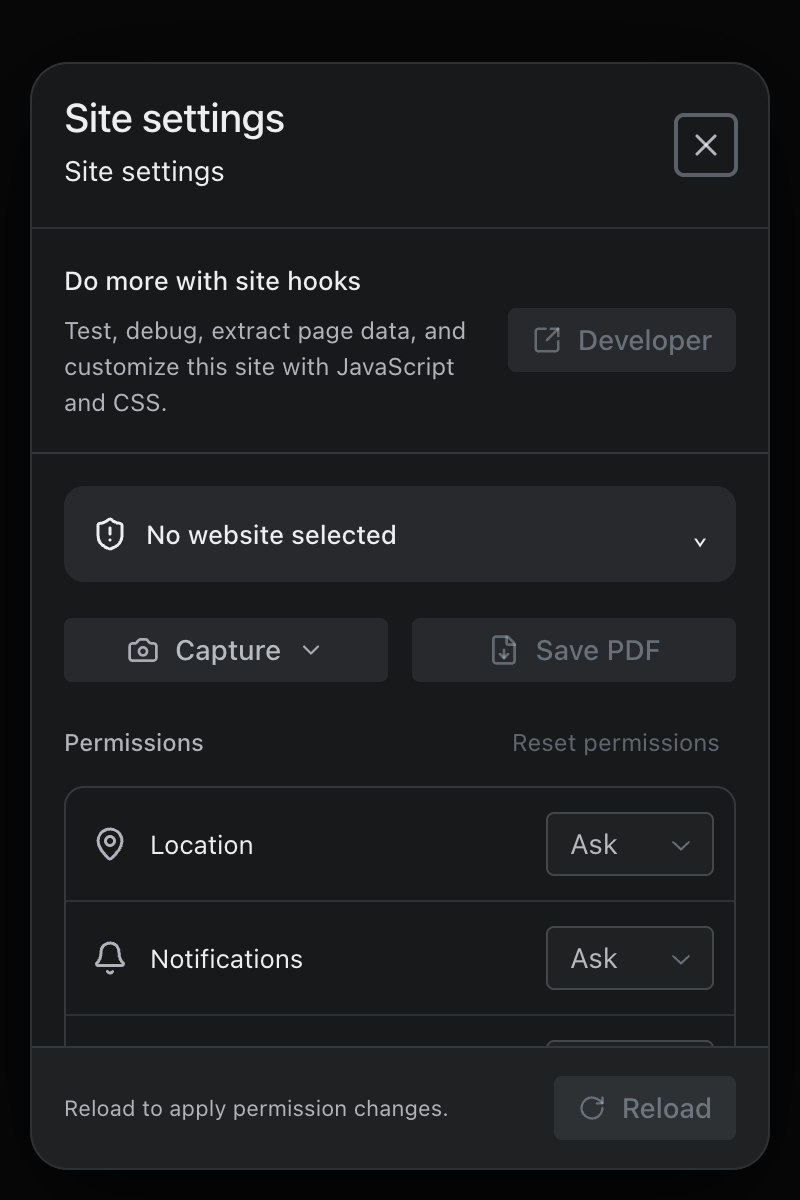 Site settings
Site settings
Do more with site hooks
Test, debug, extract page data, and
customize this site with JavaScript
and CSS.
Developer
No website selected
Capture
Save PDF
Permissions
Reset permissions
Location
Ask
Notifications
Ask
Reload to apply permission changes.
Reload